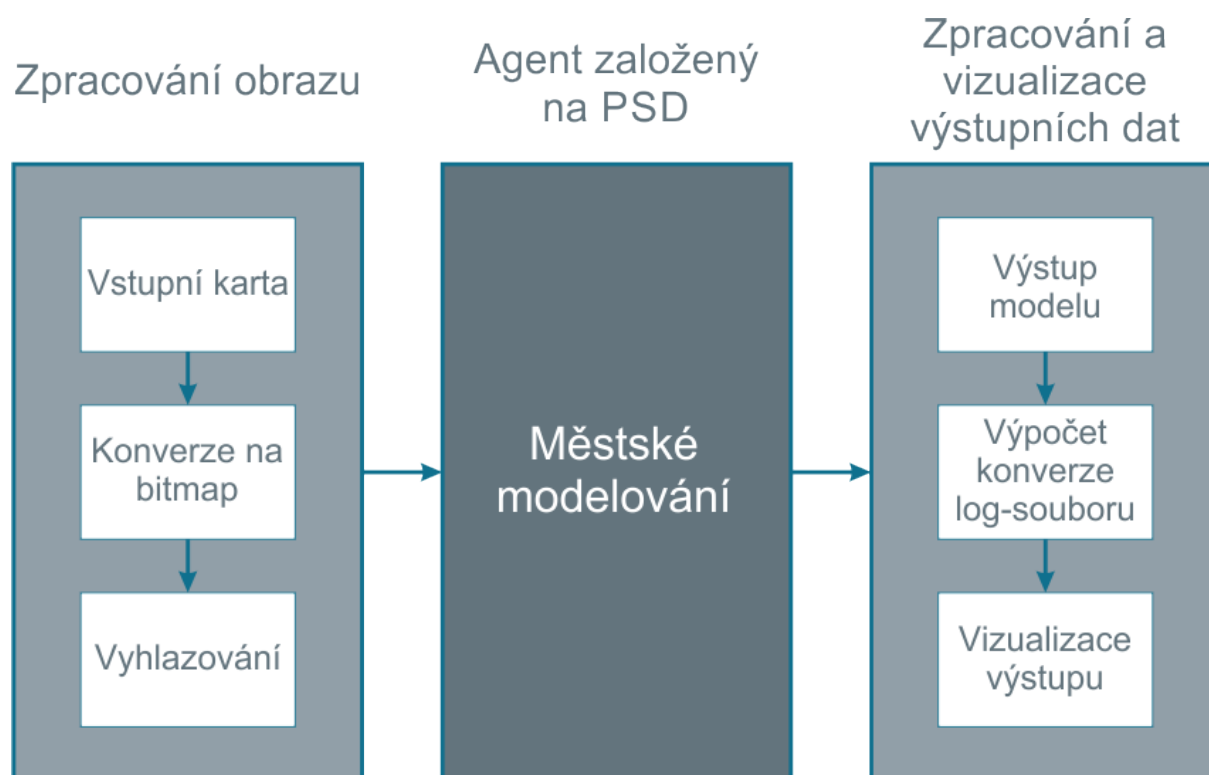 Zpracování obrazu
Vstupní karta
Konverze na
bitmap
Vyhlazování
Agent založený
na PSD
Městské
modelování
Zpracování a
vizualizace
výstupních dat
Výstup
modelu
Výpočet
konverze
log-souboru
Vizualizace
výstupu